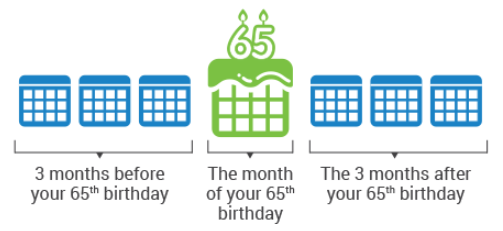 65
3 months before
your 65th birthday
The month
of your 65th
birthday
The 3 months after
your 65th birthday